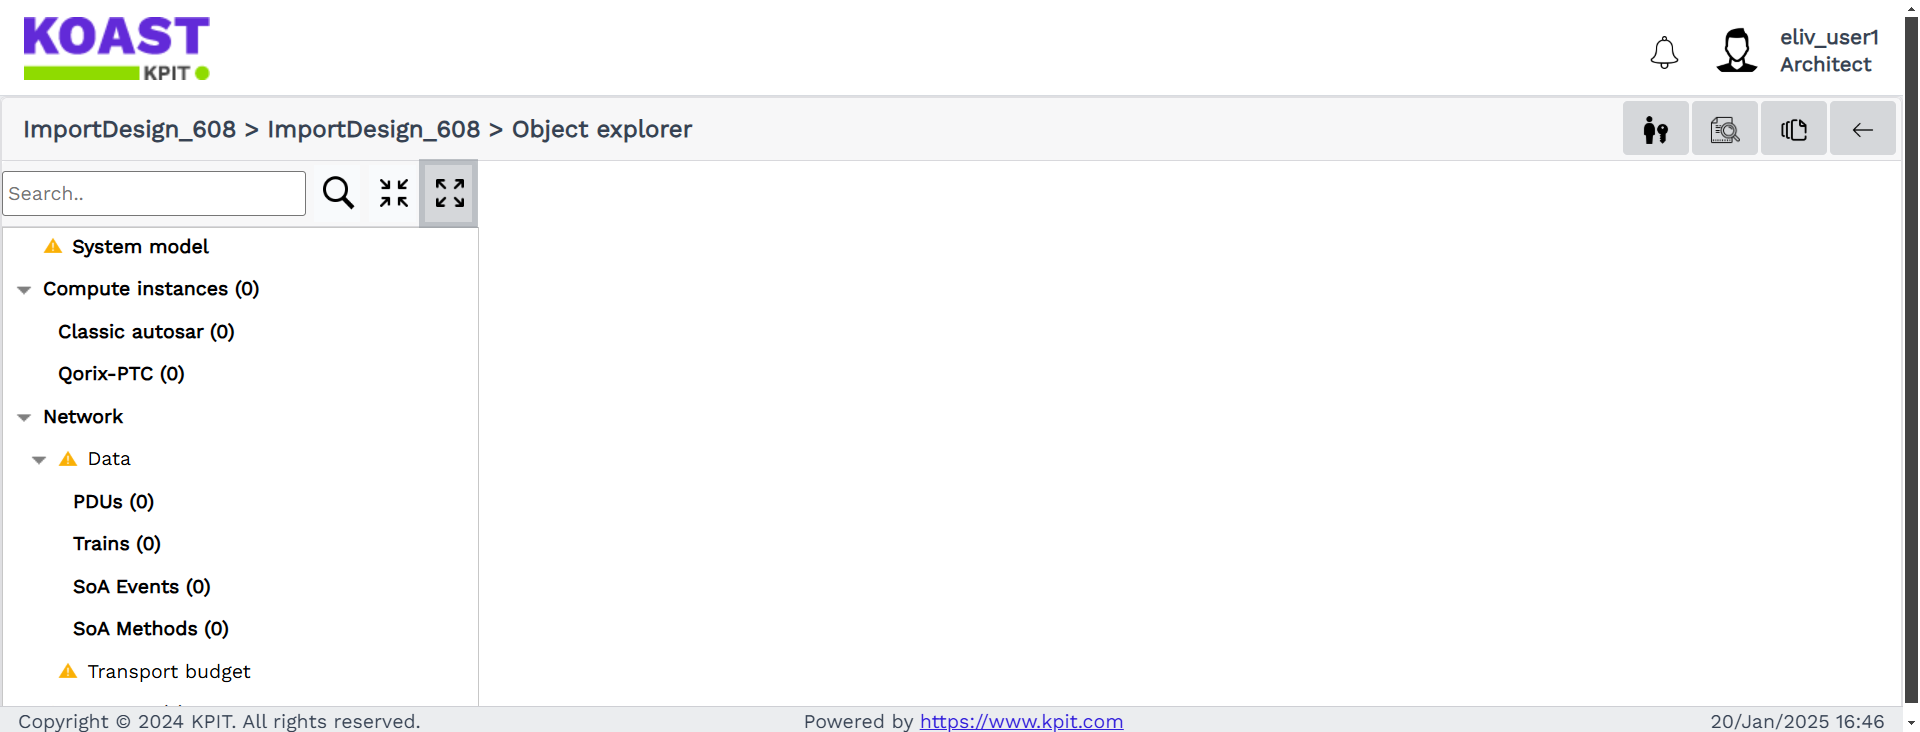 KOAST
KPIT
eliv_user1
Architect
ImportDesign_608 > ImportDesign_608 > Object explorer
Search..
System model
Compute instances (0)
Classic autosar (0)
Qorix-PTC (0)
Network
Data
PDUs (0)
Trains (0)
SoA Events (0)
SoA Methods (0)
Transport budget
Copyright © 2024 KPIT. All rights reserved.
Powered by https://www.kpit.com
20/Jan/2025 16:46